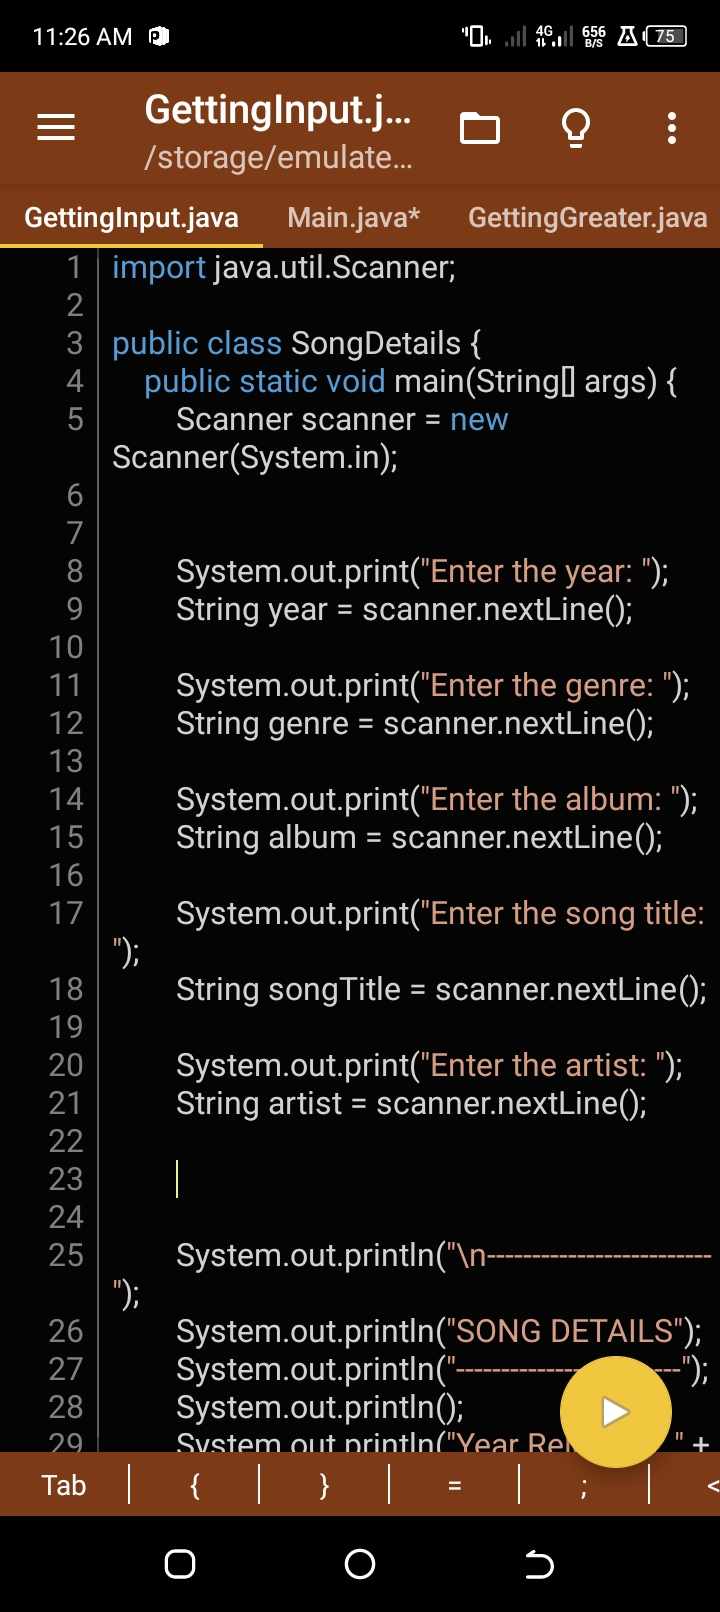 11:26 AM 4G 656 B/S 75
GettingInput.j...
/storage/emulate...
GettingInput.java Main.java* GettingGreater.java
1 import java.util.Scanner;
2
3 public class SongDetails {
4 public static void main(String[] args) {
5 Scanner scanner = new
Scanner(System.in);
6
7
8 System.out.print("Enter the year: ");
9 String year = scanner.nextLine();
10
11 System.out.print("Enter the genre: ");
12 String genre = scanner.nextLine();
13
14 System.out.print("Enter the album: ");
15 String album = scanner.nextLine();
16
17 System.out.print("Enter the song title:
");
18 String songTitle = scanner.nextLine();
19
20 System.out.print("Enter the artist: ");
21 String artist = scanner.nextLine();
22
23
24
25 System.out.println("\n-------------------------
");
26 System.out.println("SONG DETAILS");
27 System.out.println("-------------------------");
28 System.out.println();
29 System.out.println("Year " +
Tab { } = ; <